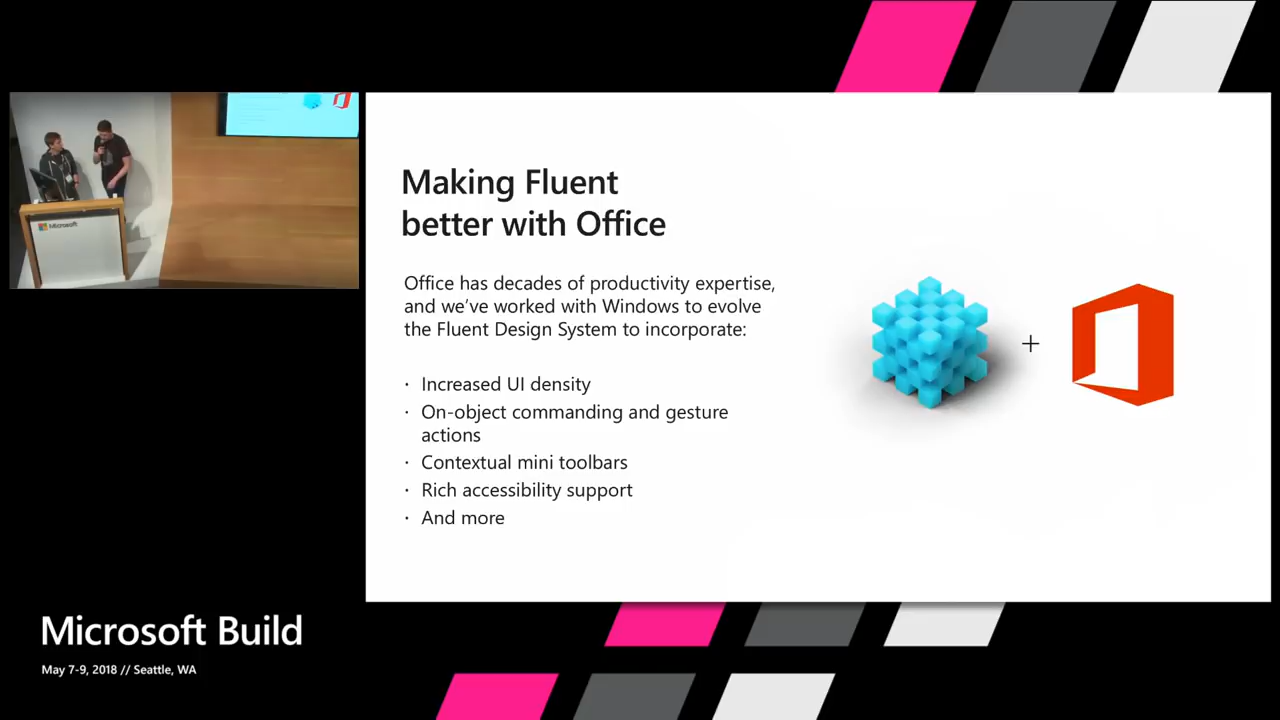 Microsoft
Making Fluent
better with Office
Office has decades of productivity expertise,
and we've worked with Windows to evolve
the Fluent Design System to incorporate:
· Increased UI density
· On-object commanding and gesture
actions
· Contextual mini toolbars
· Rich accessibility support
· And more
+
Microsoft Build
May 7-9, 2018 // Seattle, WA